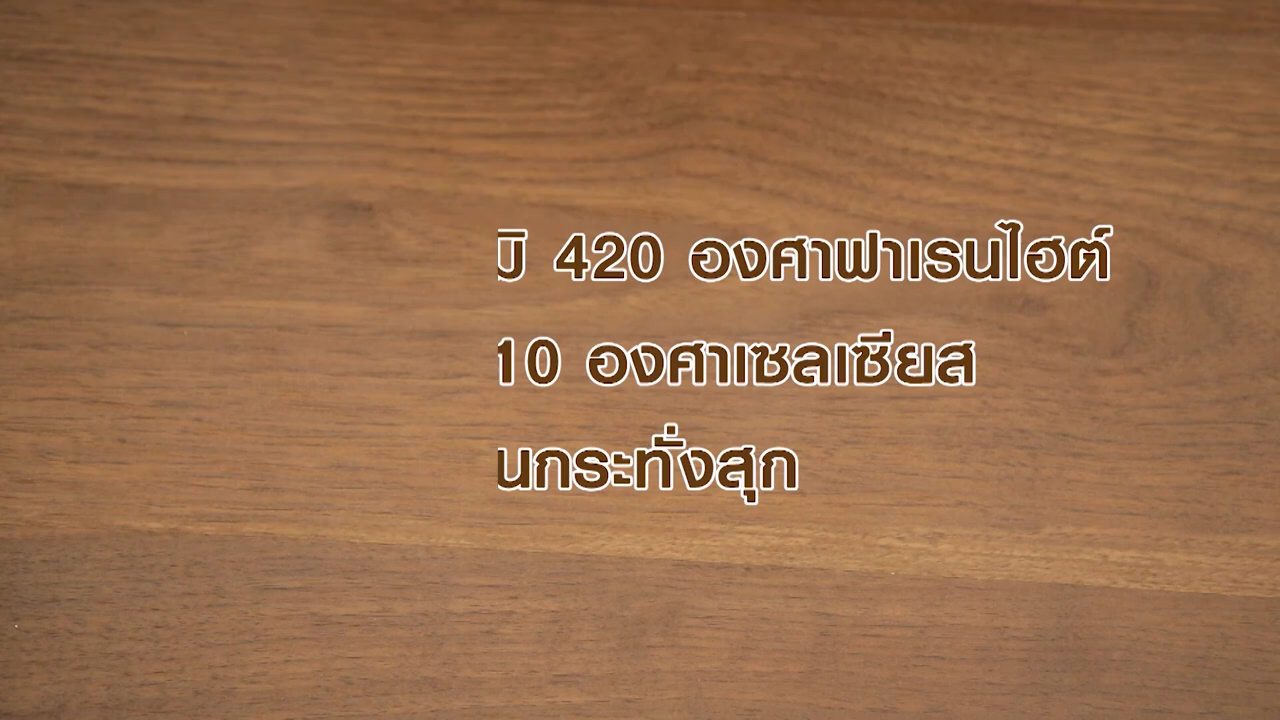 มิ 420 องศาฟาเรนไฮต์
10 องศาเซลเซียส
นกระทั่งสุก